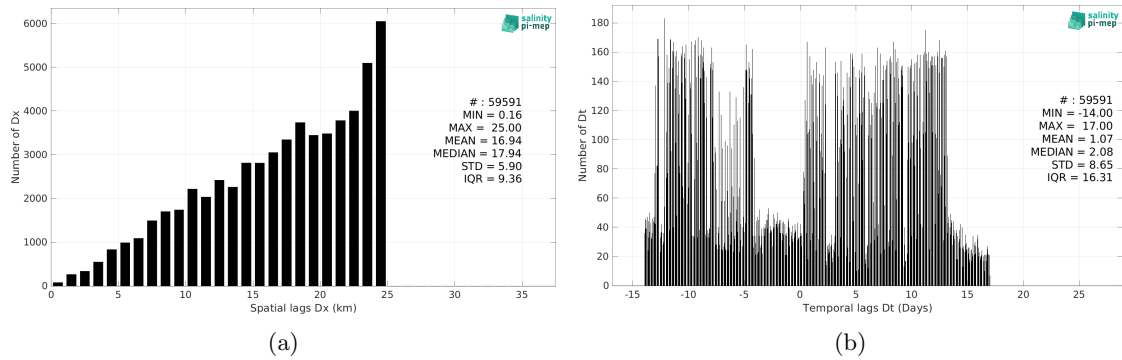 6000
5000
4000
3000
2000
1000
0
Number of Dx
0 5 10 15 20 25 30 35
Spatial lags Dx (km)
salinity
pi-mep
# : 59591
MIN = 0.16
MAX = 25.00
MEAN = 16.94
MEDIAN = 17.94
STD = 5.90
IQR = 9.36
(a)
180
160
140
120
100
80
60
40
20
0
Number of Dt
-15 -10 -5 0 5 10 15 20 25
Temporal lags Dt (Days)
salinity
pi-mep
# : 59591
MIN = -14.00
MAX = 17.00
MEAN = 1.07
MEDIAN = 2.08
STD = 8.65
IQR = 16.31
(b)